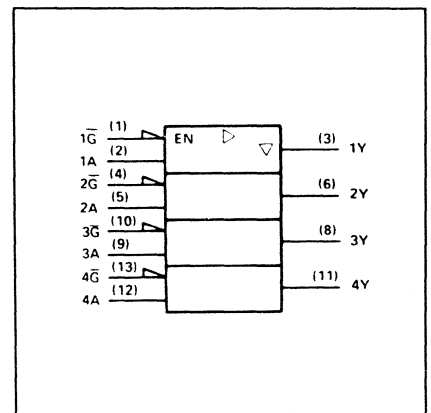 1G̅ (1) EN (3) 1Y
1A (2)
2G̅ (4) (6) 2Y
2A (5)
3G̅ (10) (8) 3Y
3A (9)
4G̅ (13) (11) 4Y
4A (12)